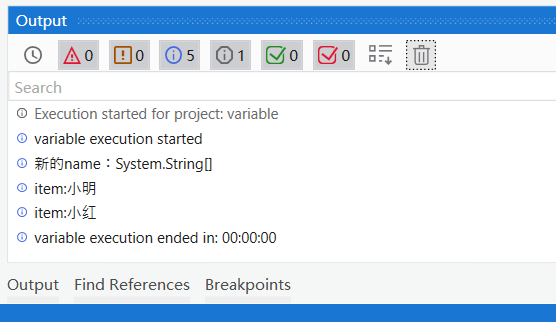 Output
0 0 5 1 0 0
Search
Execution started for project: variable
variable execution started
新的name：System.String[]
item:小明
item:小红
variable execution ended in: 00:00:00
Output Find References Breakpoints